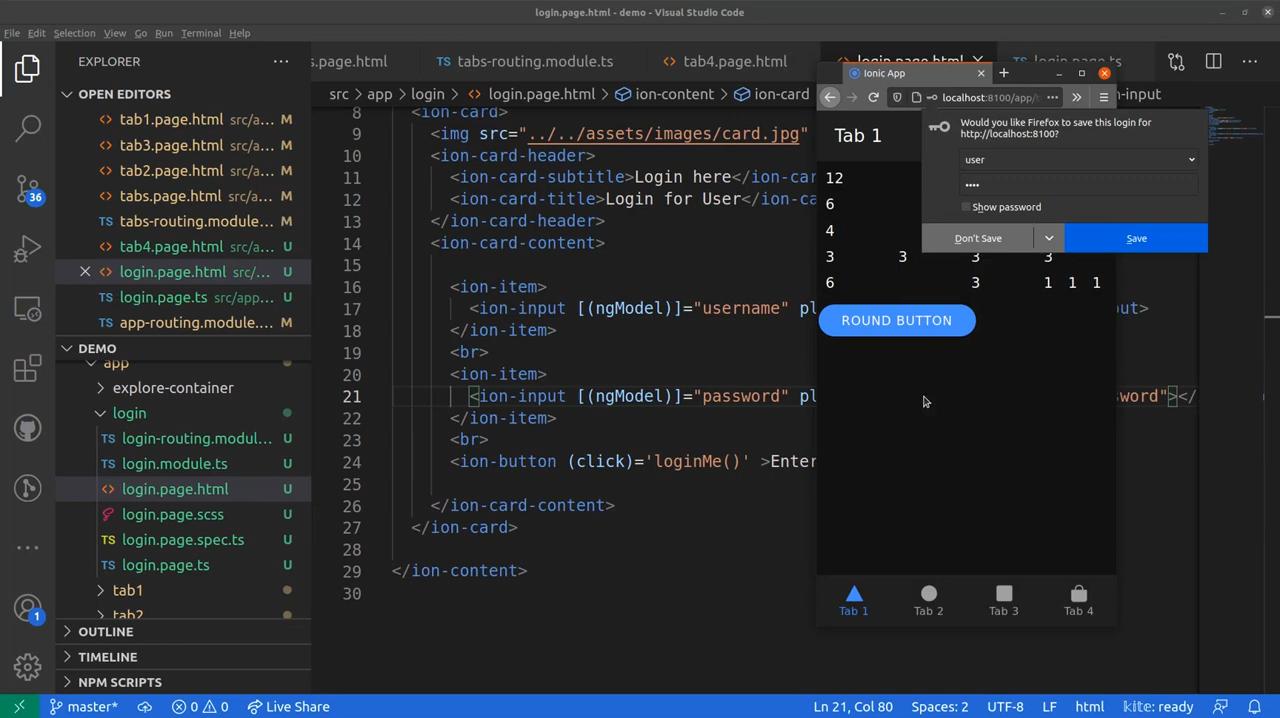 login.page.html - demo - Visual Studio Code
File Edit Selection View Go Run Terminal Help
EXPLORER
s.page.html
TS tabs-routing.module.ts
<> tab4.page.html
<> login.page.html
TS login.page.ts
OPEN EDITORS
<> tab1.page.html src/a... M
<> tab3.page.html src/a... M
<> tab2.page.html src/a... M
<> tabs.page.html src/a... M
TS tabs-routing.module... M
<> tab4.page.html src/a... U
<> login.page.html src/... U
TS login.page.ts src/app... U
<> app-routing.module... M
DEMO
app
explore-container
login
TS login-routing.modul... U
TS login.module.ts U
<> login.page.html U
login.page.scss U
TS login.page.spec.ts U
TS login.page.ts U
tab1
tab2
OUTLINE
TIMELINE
NPM SCRIPTS
36
1
src > app > login > <> login.page.html > ion-content > ion-card
n-input
8 <ion-card>
9 <img src="../../assets/images/card.jpg"
10 <ion-card-header>
11 <ion-card-subtitle>Login here</ion-car
12 <ion-card-title>Login for User</ion-ca
13 </ion-card-header>
14 <ion-card-content>
15
16 <ion-item>
17 <ion-input [(ngModel)]="username" pl
ut>
18 </ion-item>
19 <br>
20 <ion-item>
21 <ion-input [(ngModel)]="password" pl
word"></
22 </ion-item>
23 <br>
24 <ion-button (click)='loginMe()' >Enter
25
26 </ion-card-content>
27 </ion-card>
28
29 </ion-content>
30
Ionic App
localhost:8100/app/
Tab 1
12
6
4
3 3 3 3
6 3 1 1 1
ROUND BUTTON
Tab 1 Tab 2 Tab 3 Tab 4
Would you like Firefox to save this login for
http://localhost:8100?
user
••••
Show password
Don't Save
Save
master*
0 0
Live Share
Ln 21, Col 80
Spaces: 2
UTF-8
LF
html
kite: ready